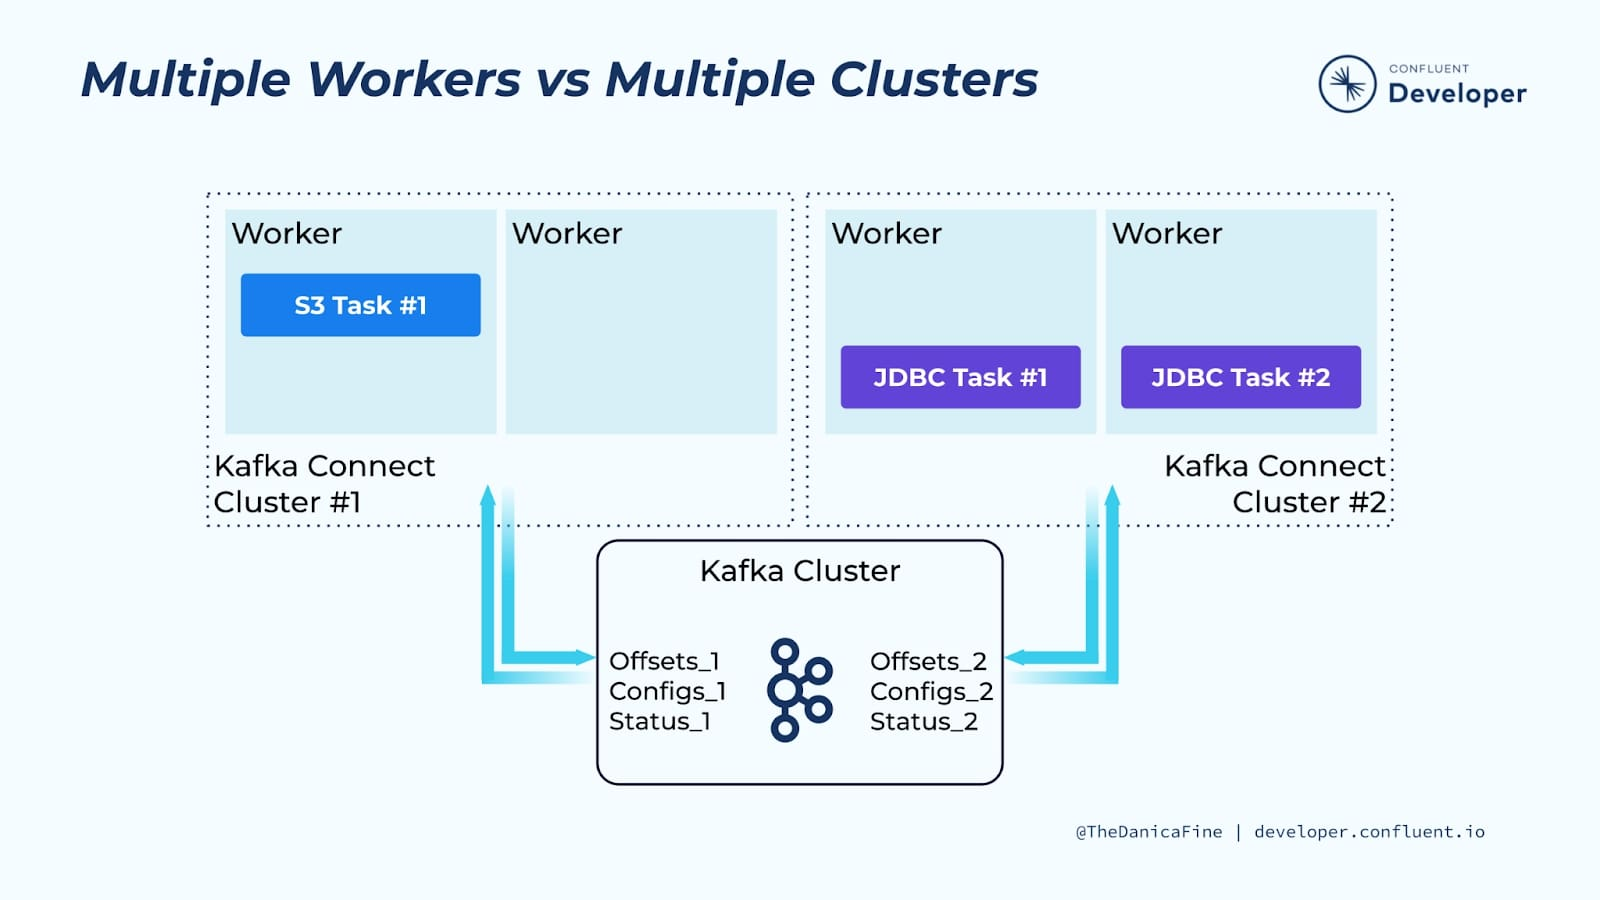 Multiple Workers vs Multiple Clusters
CONFLUENT
Developer
Worker
S3 Task #1
Worker
Kafka Connect
Cluster #1
Worker
JDBC Task #1
Worker
JDBC Task #2
Kafka Connect
Cluster #2
Kafka Cluster
Offsets_1
Configs_1
Status_1
Offsets_2
Configs_2
Status_2
@TheDanicaFine | developer.confluent.io